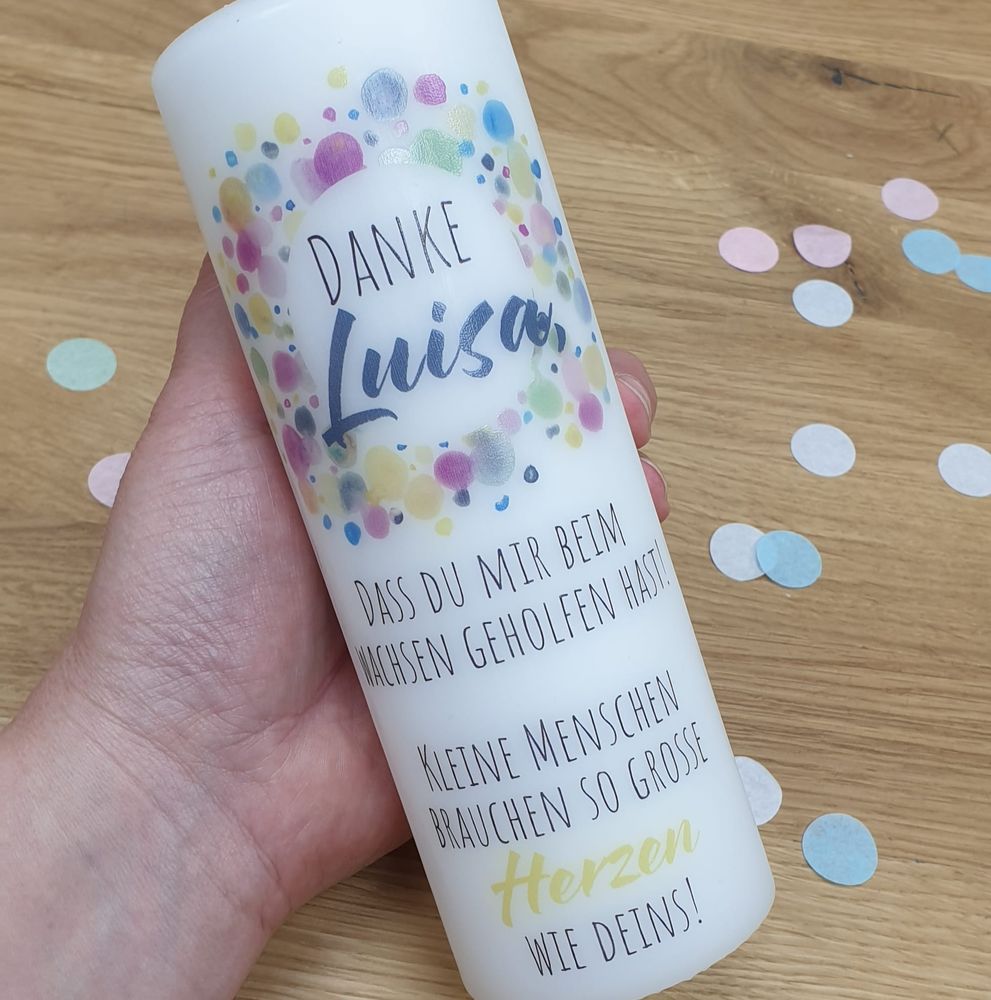 DANKE
Luisa,
DASS DU MIR BEIM
WACHSEN GEHOLFEN HAST!
KLEINE MENSCHEN
BRAUCHEN SO GROSSE
Herzen
WIE DEINS!